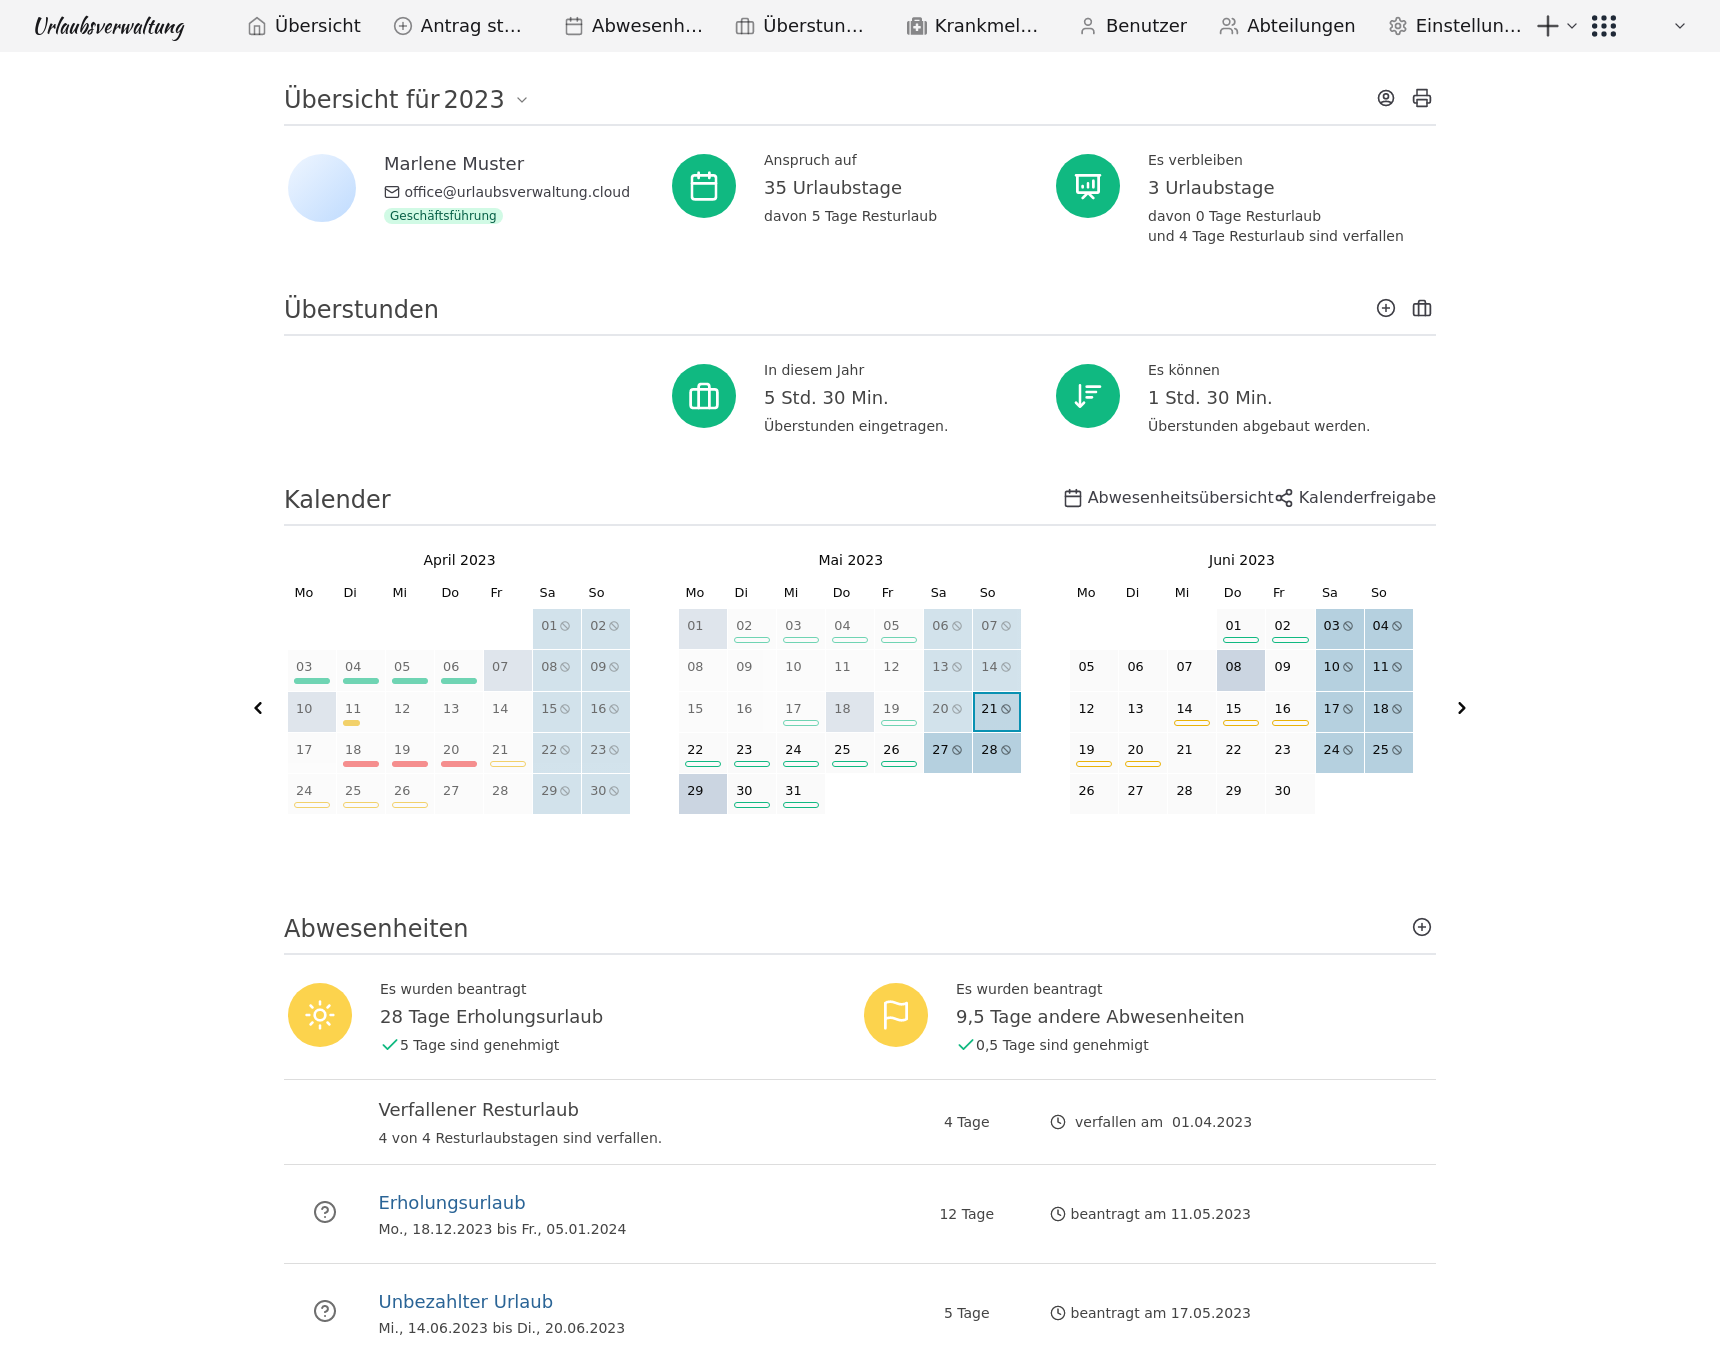 Urlaubsverwaltung Übersicht Antrag st… Abwesenh… Überstun… Krankmel… Benutzer Abteilungen Einstellun…
Übersicht für 2023
Marlene Muster
office@urlaubsverwaltung.cloud
Geschäftsführung
Anspruch auf
35 Urlaubstage
davon 5 Tage Resturlaub
Es verbleiben
3 Urlaubstage
davon 0 Tage Resturlaub
und 4 Tage Resturlaub sind verfallen
Überstunden
In diesem Jahr
5 Std. 30 Min.
Überstunden eingetragen.
Es können
1 Std. 30 Min.
Überstunden abgebaut werden.
Kalender
Abwesenheitsübersicht Kalenderfreigabe
April 2023
Mo Di Mi Do Fr Sa So
01 02
03 04 05 06 07 08 09
10 11 12 13 14 15 16
17 18 19 20 21 22 23
24 25 26 27 28 29 30
Mai 2023
Mo Di Mi Do Fr Sa So
01 02 03 04 05 06 07
08 09 10 11 12 13 14
15 16 17 18 19 20 21
22 23 24 25 26 27 28
29 30 31
Juni 2023
Mo Di Mi Do Fr Sa So
01 02 03 04
05 06 07 08 09 10 11
12 13 14 15 16 17 18
19 20 21 22 23 24 25
26 27 28 29 30
Abwesenheiten
Es wurden beantragt
28 Tage Erholungsurlaub
5 Tage sind genehmigt
Es wurden beantragt
9,5 Tage andere Abwesenheiten
0,5 Tage sind genehmigt
Verfallener Resturlaub
4 von 4 Resturlaubstagen sind verfallen.
4 Tage
verfallen am 01.04.2023
Erholungsurlaub
Mo., 18.12.2023 bis Fr., 05.01.2024
12 Tage
beantragt am 11.05.2023
Unbezahlter Urlaub
Mi., 14.06.2023 bis Di., 20.06.2023
5 Tage
beantragt am 17.05.2023